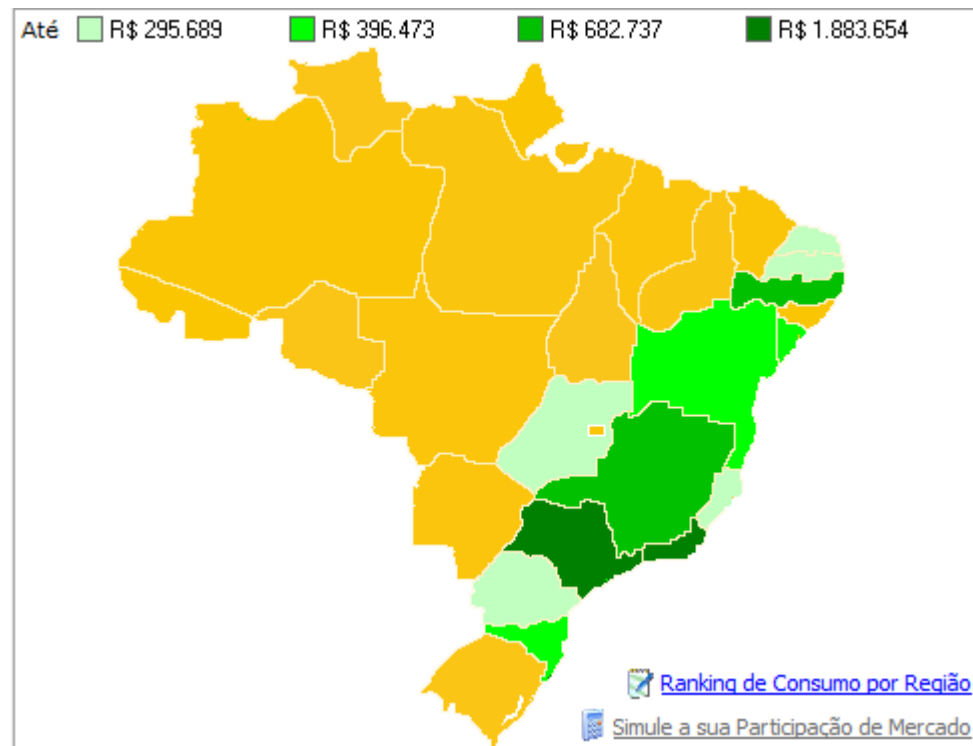 Até R$ 295.689 R$ 396.473 R$ 682.737 R$ 1.883.654
Ranking de Consumo por Região
Simule a sua Participação de Mercado